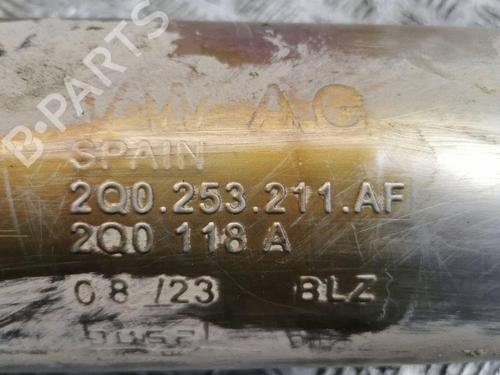 B-PARTS
VW AG
SPAIN
2Q0.253.211.AF
2Q0 118 A
08 /23 BLZ